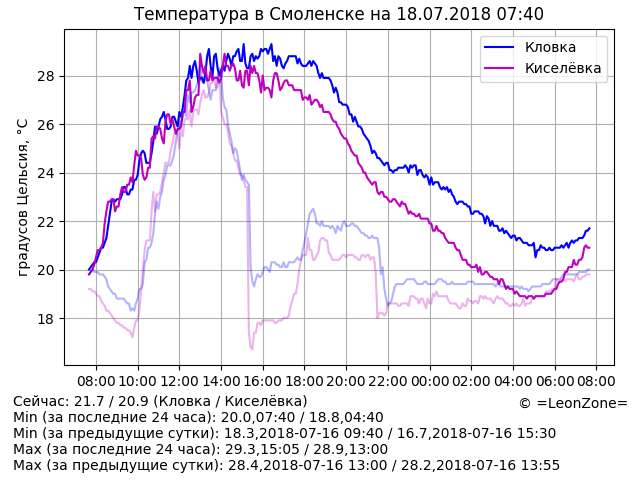 Температура в Смоленске на 18.07.2018 07:40
градусов Цельсия, °C
28
26
24
22
20
18
Кловка
Киселёвка
08:00 10:00 12:00 14:00 16:00 18:00 20:00 22:00 00:00 02:00 04:00 06:00 08:00
Сейчас: 21.7 / 20.9 (Кловка / Киселёвка)
© =LeonZone=
Min (за последние 24 часа): 20.0,07:40 / 18.8,04:40
Min (за предыдущие сутки): 18.3,2018-07-16 09:40 / 16.7,2018-07-16 15:30
Max (за последние 24 часа): 29.3,15:05 / 28.9,13:00
Max (за предыдущие сутки): 28.4,2018-07-16 13:00 / 28.2,2018-07-16 13:55